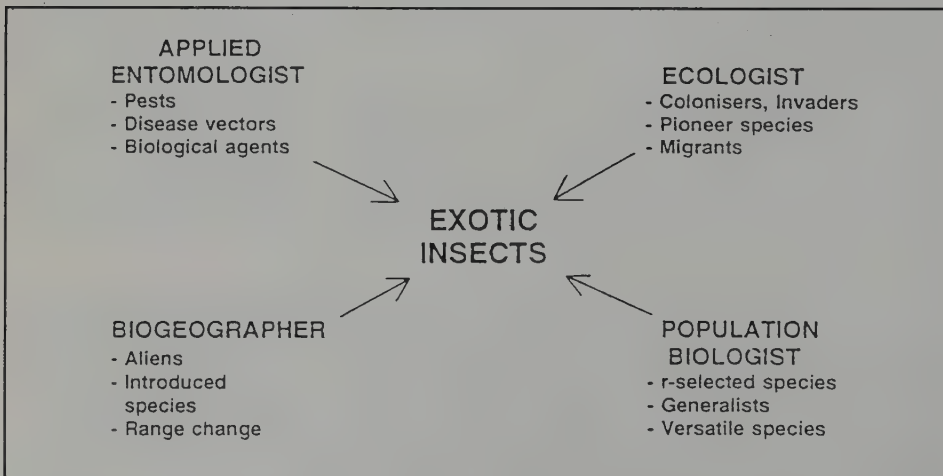 APPLIED
ENTOMOLOGIST
- Pests
- Disease vectors
- Biological agents
ECOLOGIST
- Colonisers, Invaders
- Pioneer species
- Migrants
EXOTIC
INSECTS
BIOGEOGRAPHER
- Aliens
- Introduced
species
- Range change
POPULATION
BIOLOGIST
- r-selected species
- Generalists
- Versatile species